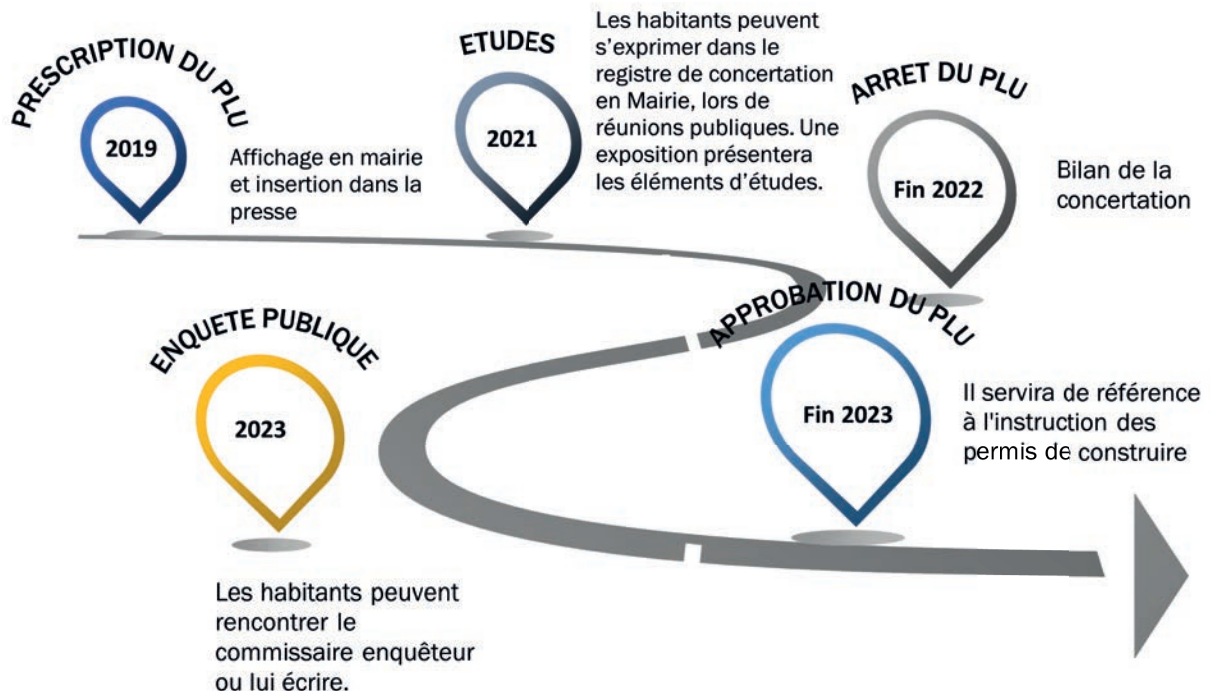 PRESCRIPTION DU PLU
2019
Affichage en mairie
et insertion dans la
presse
ETUDES
2021
Les habitants peuvent
s'exprimer dans le
registre de concertation
en Mairie, lors de
réunions publiques. Une
exposition présentera
les éléments d'études.
ARRET DU PLU
Fin 2022
Bilan de la
concertation
ENQUETE PUBLIQUE
2023
Les habitants peuvent
rencontrer le
commissaire enquêteur
ou lui écrire.
APPROBATION DU PLU
Fin 2023
Il servira de référence
à l'instruction des
permis de construire